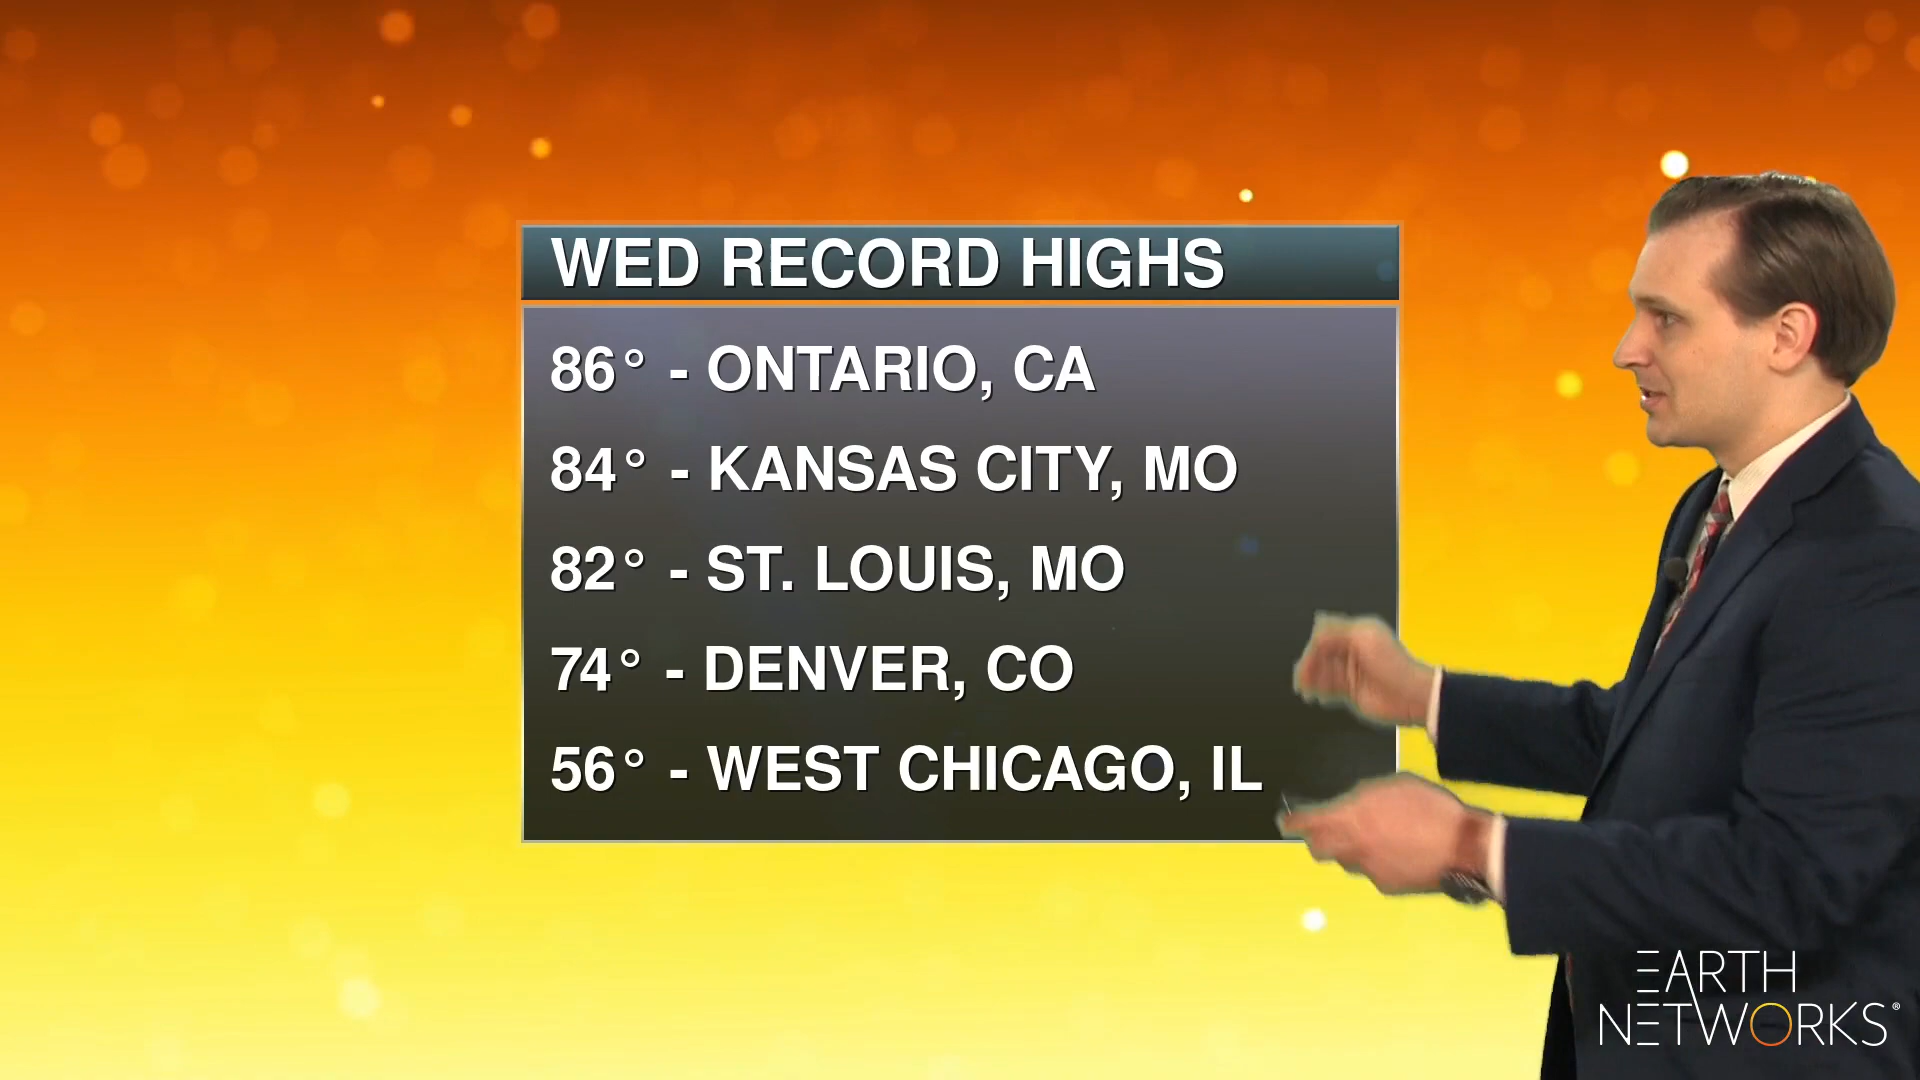 WED RECORD HIGHS
86° - ONTARIO, CA
84° - KANSAS CITY, MO
82° - ST. LOUIS, MO
74° - DENVER, CO
56° - WEST CHICAGO, IL
EARTH
NETWORKS®